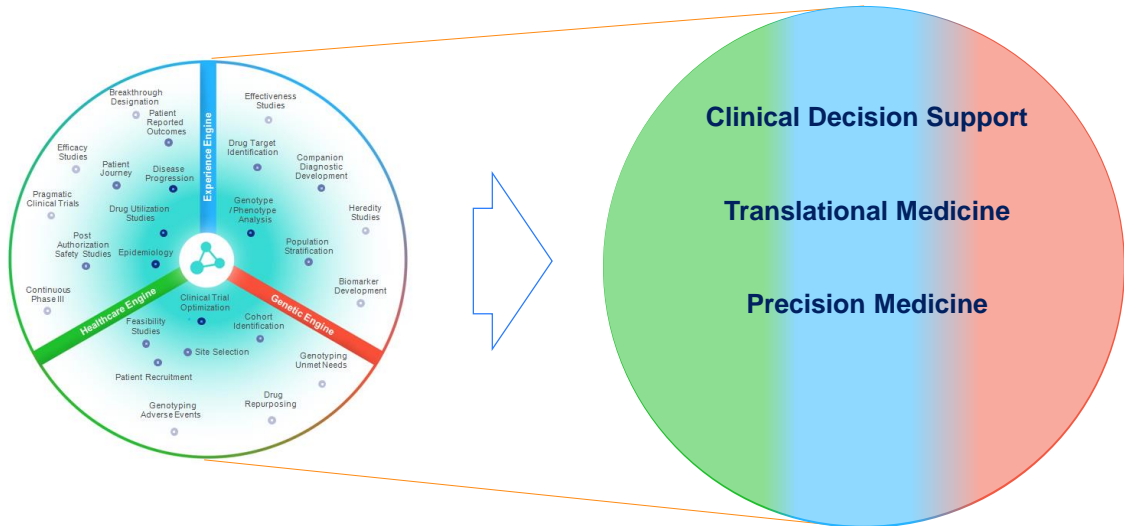 Breakthrough
Designation
Patient
Reported
Outcomes
Efficacy
Studies
Patient
Journey
Disease
Progression
Pragmatic
Clinical Trials
Drug Utilization
Studies
Post
Authorization
Safety Studies
Epidemiology
Continuous
Phase III
Experience Engine
Effectiveness
Studies
Drug Target
Identification
Companion
Diagnostic
Development
Genotype
/Phenotype
Analysis
Heredity
Studies
Population
Stratification
Biomarker
Development
Healthcare Engine
Genetic Engine
Clinical Trial
Optimization
Feasibility
Studies
Cohort
Identification
Site Selection
Patient Recruitment
Genotyping
Unmet Needs
Drug
Repurposing
Genotyping
Adverse Events
Clinical Decision Support
Translational Medicine
Precision Medicine